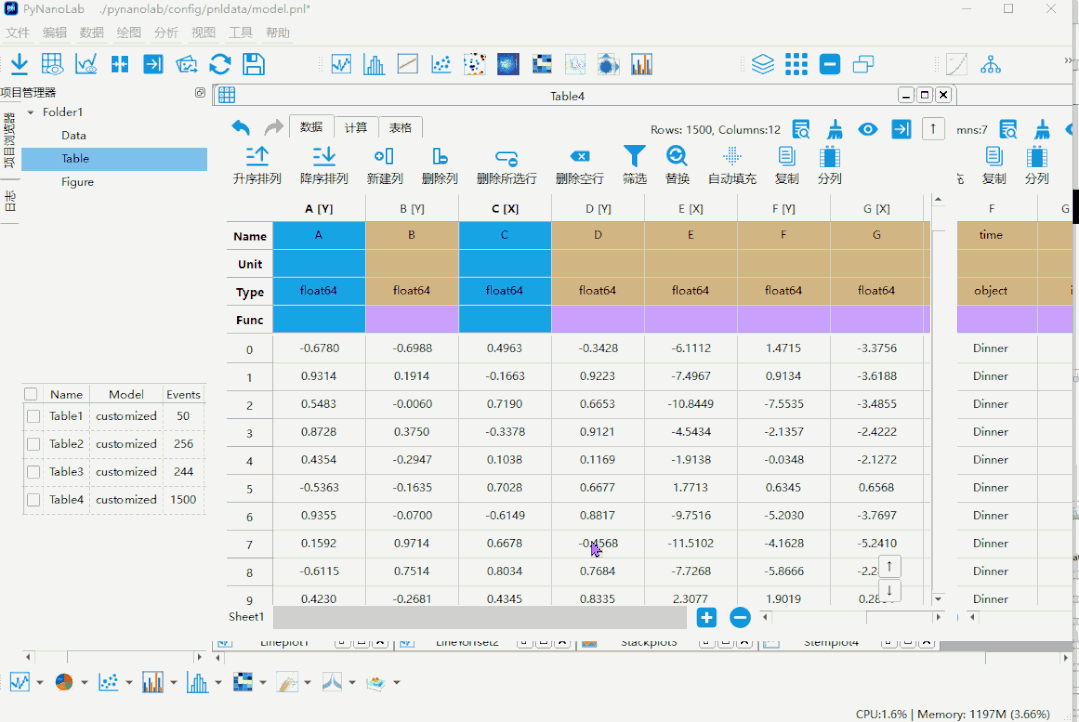 PyNanoLab ./pynanolab/config/pnldata/model.pnl*
文件 编辑 数据 绘图 分析 视图 工具 帮助
项目管理器
Table4
项目浏览器
日志
Folder1
Data
Table
Figure
数据 计算 表格
Rows: 1500, Columns:12
mns:7
升序排列 降序排列 新建列 删除列 删除所选行 删除空行 筛选 替换 自动填充 复制 分列 充 复制 分列
A [Y] B [Y] C [X] D [Y] E [X] F [Y] G [X] F G
Name A B C D E F G time
Unit
Type float64 float64 float64 float64 float64 float64 float64 object
Func
0 -0.6780 -0.6988 0.4963 -0.3428 -6.1112 1.4715 -3.3756 Dinner
1 0.9314 0.1914 -0.1663 0.9223 -7.4967 0.9134 -3.6188 Dinner
2 0.5483 -0.0060 0.7190 0.6653 -10.8449 -7.5535 -3.4855 Dinner
3 0.8728 0.3750 -0.3378 0.9121 -4.5434 -2.1357 -2.4222 Dinner
4 0.4354 -0.2947 0.1038 0.1169 -1.9138 -0.0348 -2.1272 Dinner
5 -0.5363 -0.1635 0.7028 0.6677 1.7713 0.6345 0.6568 Dinner
6 0.9355 -0.0700 -0.6149 0.8817 -9.7516 -5.2030 -3.7697 Dinner
7 0.1592 0.9714 0.6678 -0.4568 -11.5102 -4.1628 -5.2410 Dinner
8 -0.6115 0.7514 0.8034 0.7684 -7.7268 -5.8666 -2.2 Dinner
9 0.4230 -0.2681 0.4345 0.8335 2.3077 1.9019 Dinner
Name Model Events
Table1 customized 50
Table2 customized 256
Table3 customized 244
Table4 customized 1500
Sheet1
Lineplot1 LineYoffset2 Stackplot3 Stemplot4
CPU:1.6% | Memory: 1197M (3.66%)